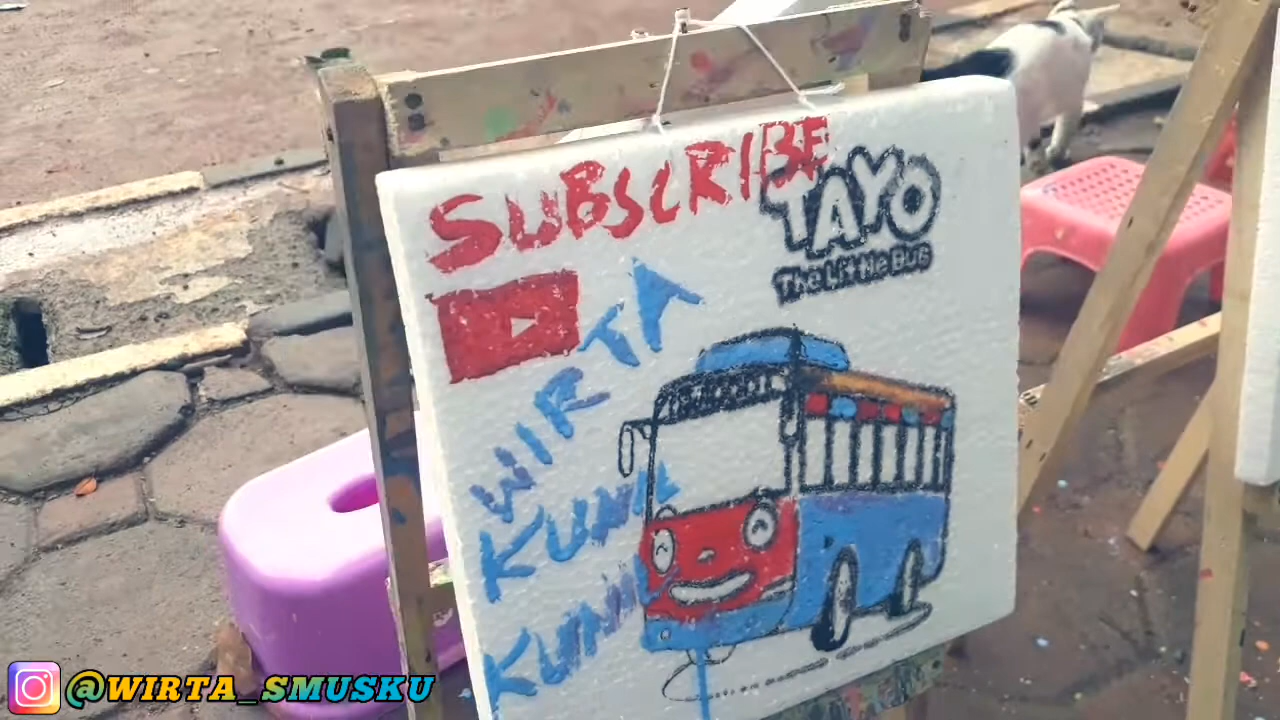 SUBSCRIBE
TAYO
The Little Bus
WIRTA
KUNIL
KUNIL
@WIRTA_SMUSKU